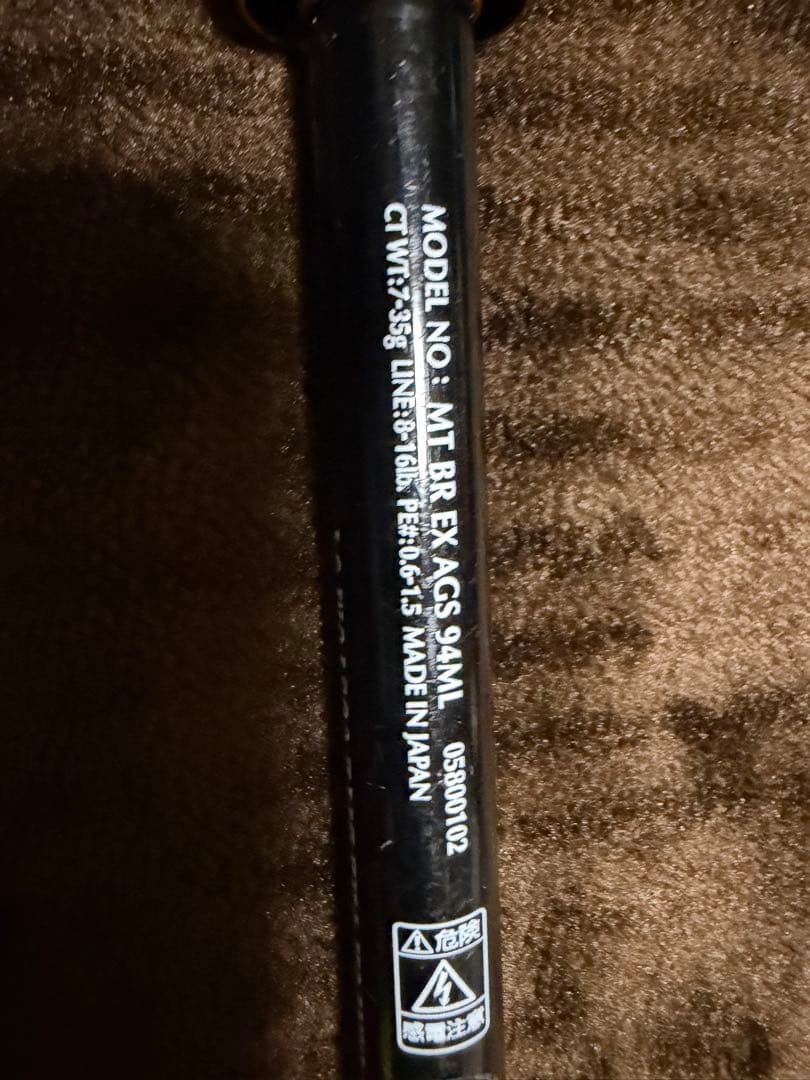 MODEL NO : MT BR EX AGS 94ML 05800102
CT WT:7-35g LINE:8-16lb. PE#:0.6-1.5 MADE IN JAPAN
⚠危険
感電注意